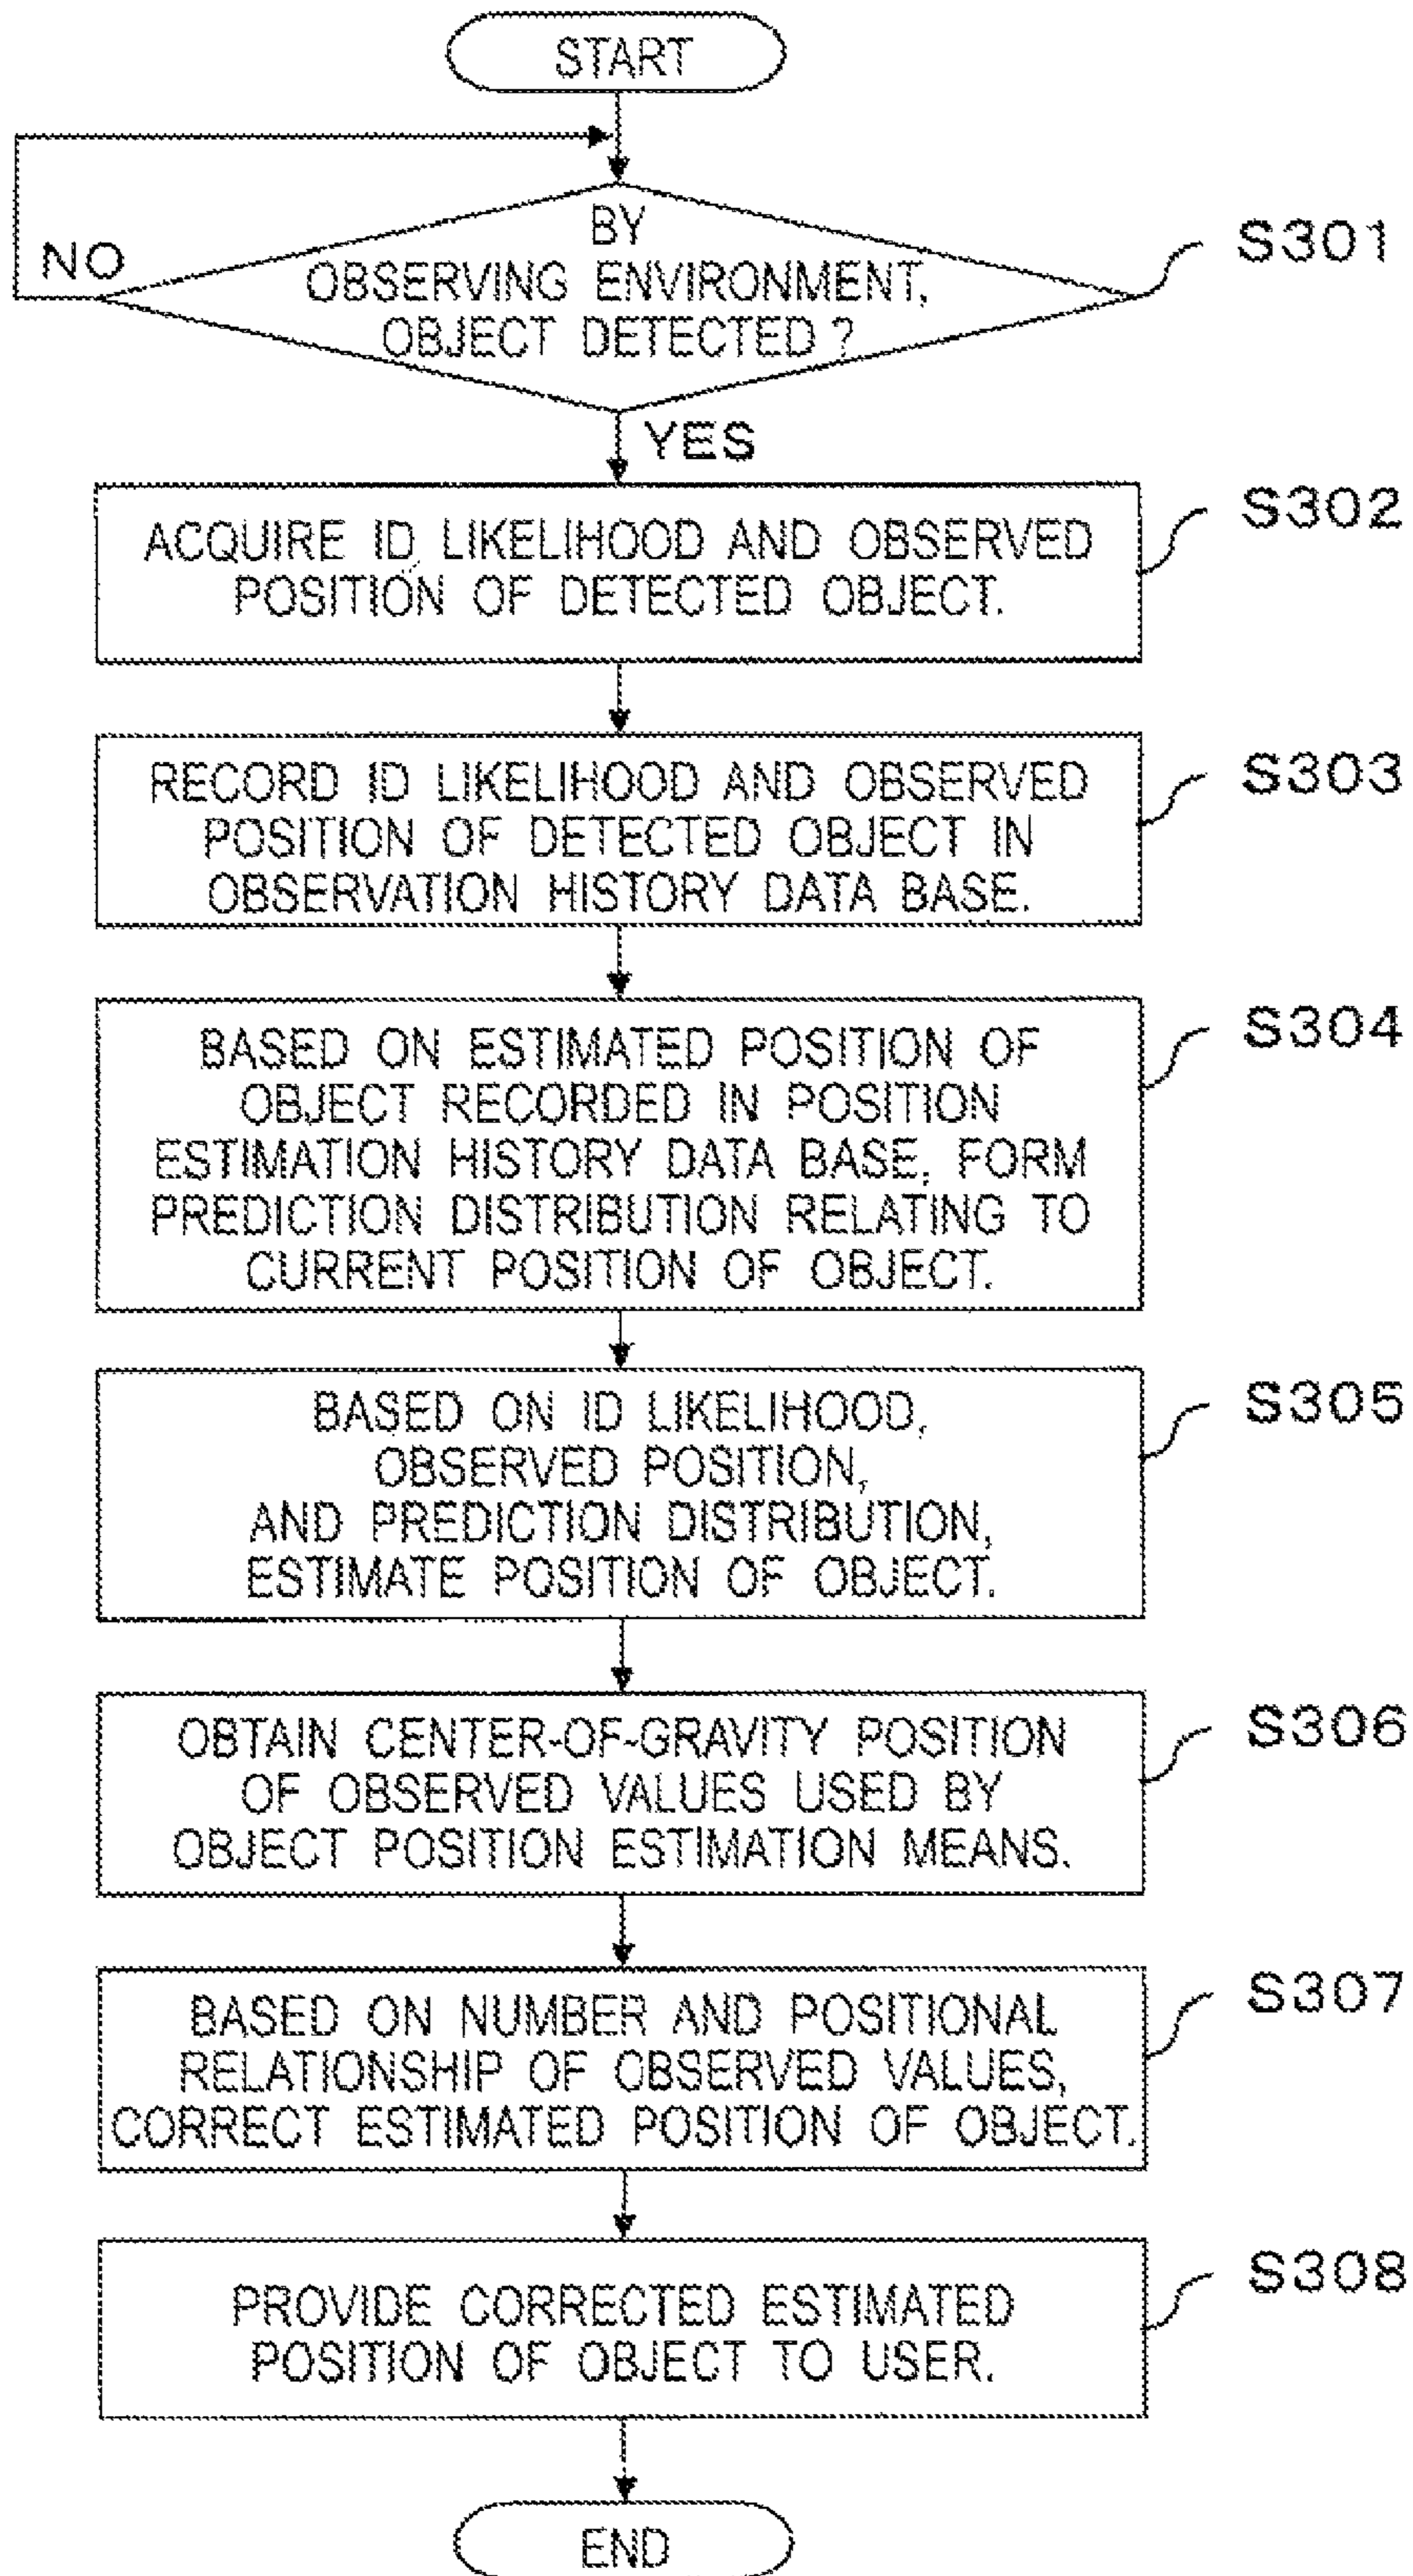 START
NO
BY
OBSERVING ENVIRONMENT,
OBJECT DETECTED ?
S301
YES
ACQUIRE ID LIKELIHOOD AND OBSERVED
POSITION OF DETECTED OBJECT.
S302
RECORD ID LIKELIHOOD AND OBSERVED
POSITION OF DETECTED OBJECT IN
OBSERVATION HISTORY DATA BASE.
S303
BASED ON ESTIMATED POSITION OF
OBJECT RECORDED IN POSITION
ESTIMATION HISTORY DATA BASE, FORM
PREDICTION DISTRIBUTION RELATING TO
CURRENT POSITION OF OBJECT.
S304
BASED ON ID LIKELIHOOD,
OBSERVED POSITION,
AND PREDICTION DISTRIBUTION,
ESTIMATE POSITION OF OBJECT.
S305
OBTAIN CENTER-OF-GRAVITY POSITION
OF OBSERVED VALUES USED BY
OBJECT POSITION ESTIMATION MEANS.
S306
BASED ON NUMBER AND POSITIONAL
RELATIONSHIP OF OBSERVED VALUES,
CORRECT ESTIMATED POSITION OF OBJECT.
S307
PROVIDE CORRECTED ESTIMATED
POSITION OF OBJECT TO USER.
S308
END